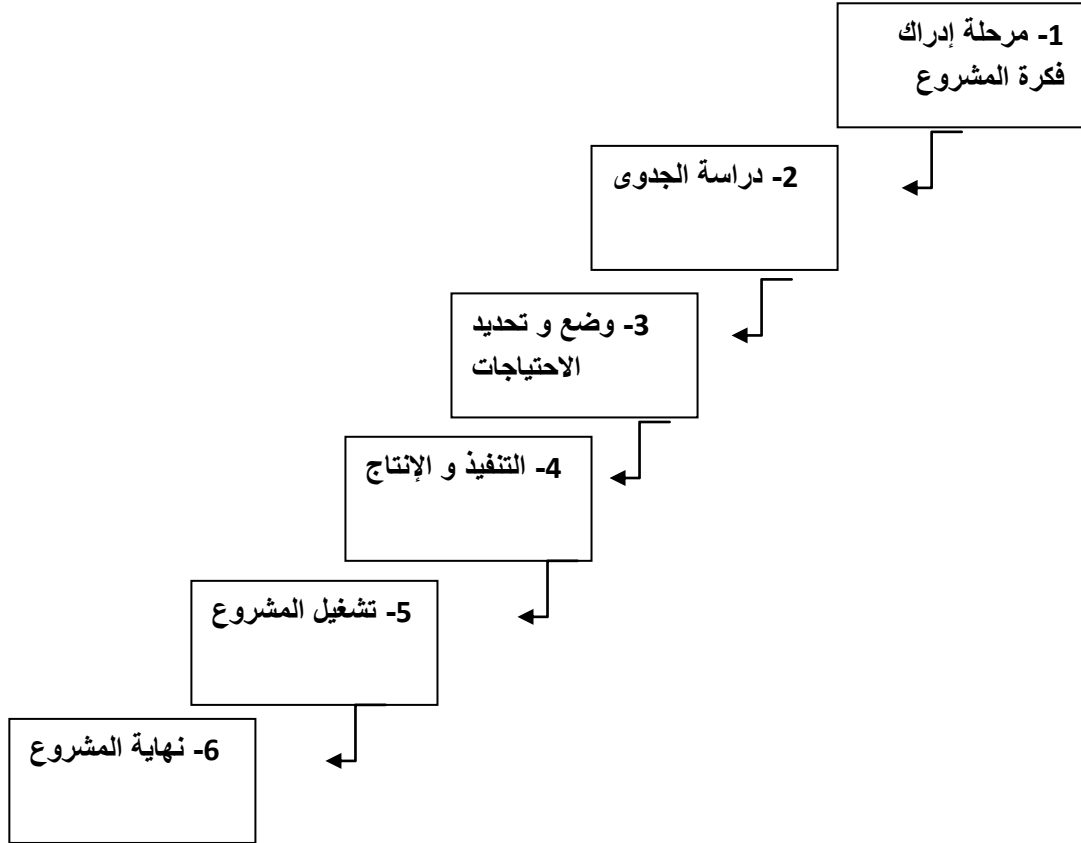 1- مرحلة إدراك
فكرة المشروع
2- دراسة الجدوى
3- وضع و تحديد
الاحتياجات
4- التنفيذ و الإنتاج
5- تشغيل المشروع
6- نهاية المشروع